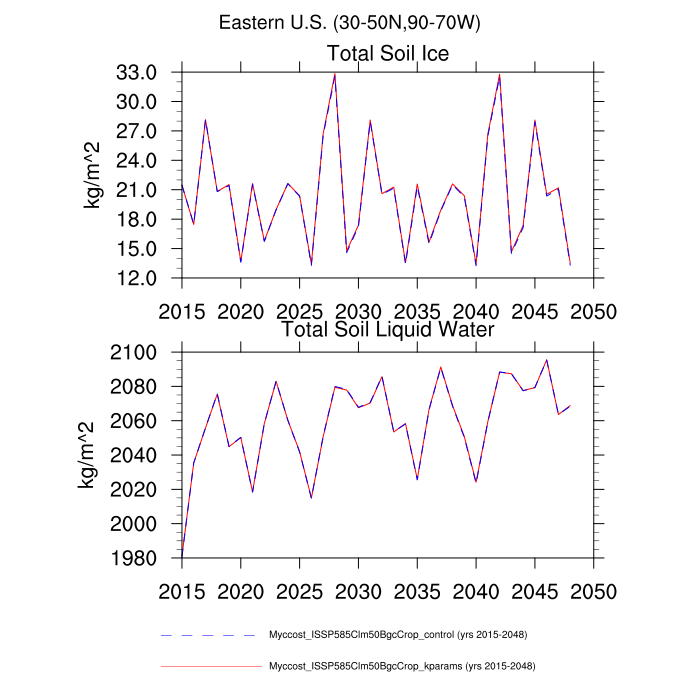 Eastern U.S. (30-50N,90-70W)
Total Soil Ice
33.0
30.0
27.0
24.0
21.0
18.0
15.0
12.0
kg/m^2
2015 2020 2025 2030 2035 2040 2045 2050
Total Soil Liquid Water
2100
2080
2060
2040
2020
2000
1980
kg/m^2
2015 2020 2025 2030 2035 2040 2045 2050
Myccost_ISSP585Clm50BgcCrop_control (yrs 2015-2048)
Myccost_ISSP585Clm50BgcCrop_kparams (yrs 2015-2048)